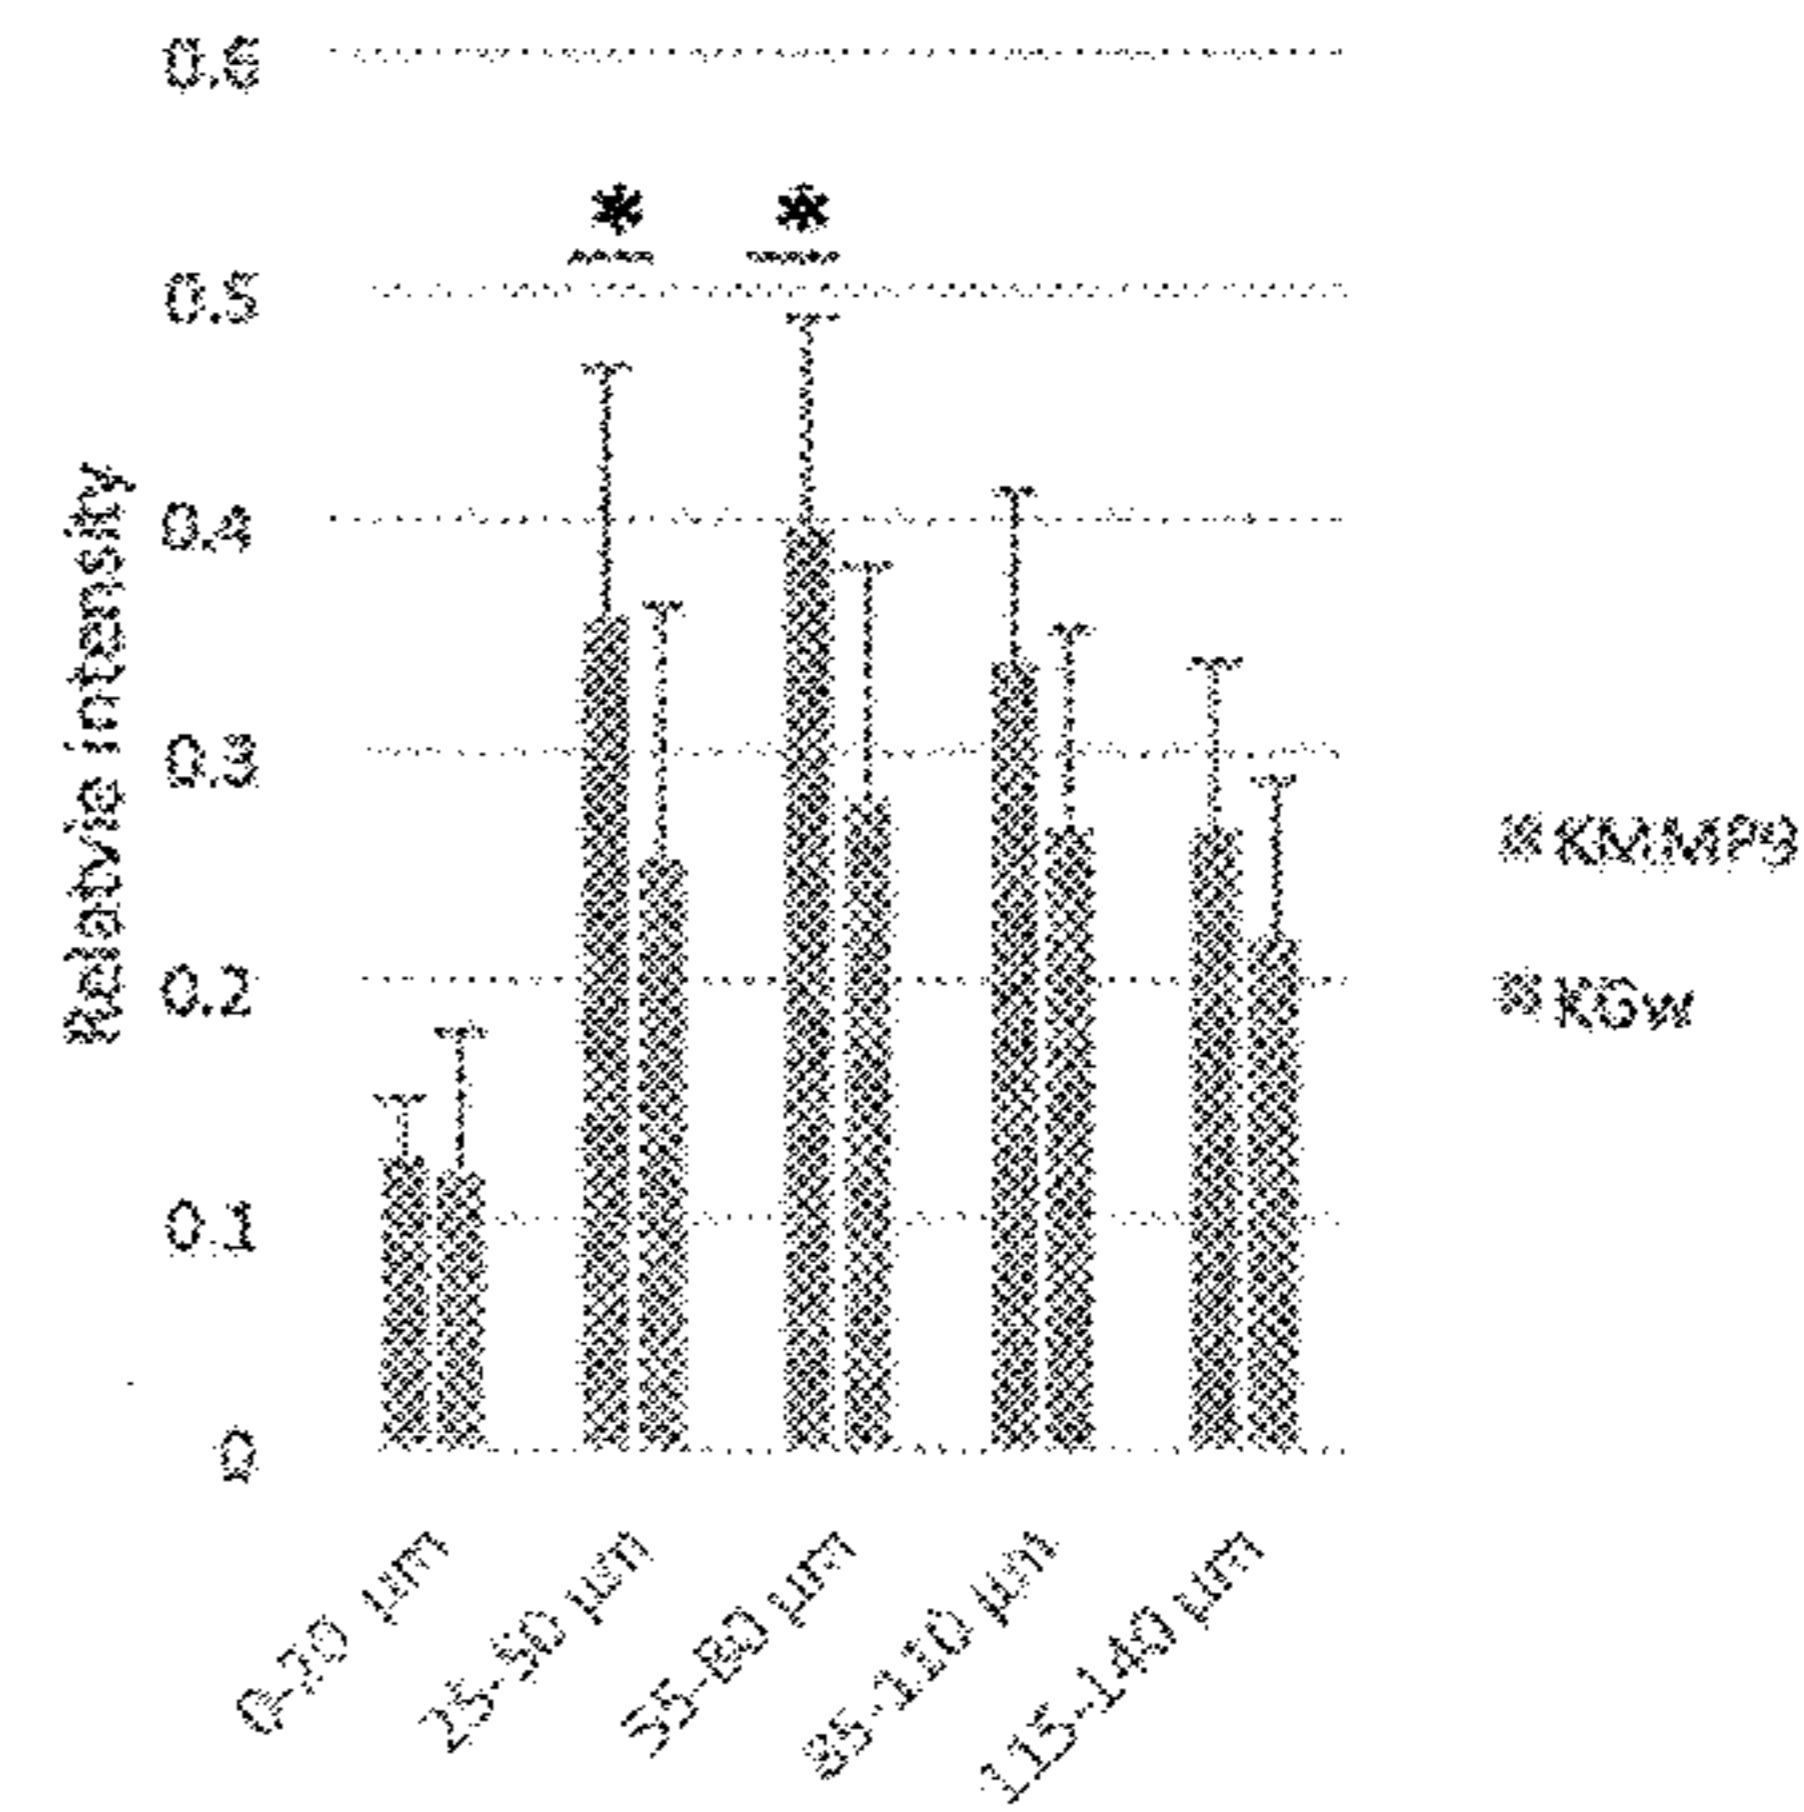 0.6
*
*
0.5
0.4
0.3
0.2
0.1
0
Relatvie intensity
KMMP9
KGw
0-20 µm
25-50 µm
55-80 µm
85-110 µm
115-140 µm